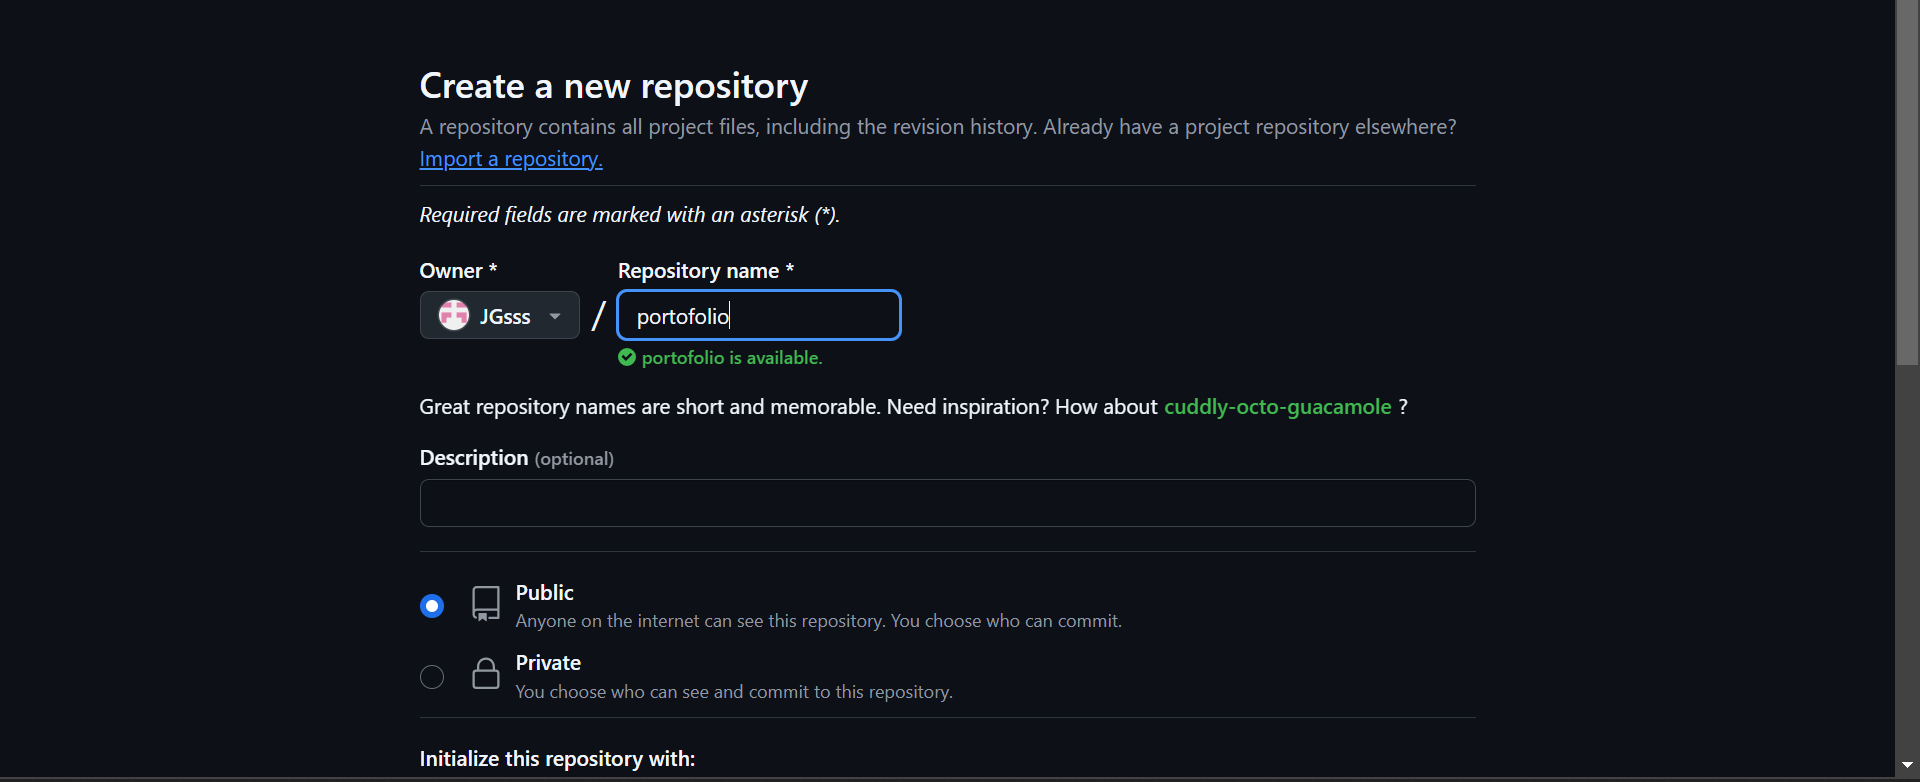 Create a new repository
A repository contains all project files, including the revision history. Already have a project repository elsewhere?
Import a repository.
Required fields are marked with an asterisk (*).
Owner *
Repository name *
JGsss
/
portofolio
portofolio is available.
Great repository names are short and memorable. Need inspiration? How about cuddly-octo-guacamole ?
Description (optional)
Public
Anyone on the internet can see this repository. You choose who can commit.
Private
You choose who can see and commit to this repository.
Initialize this repository with: